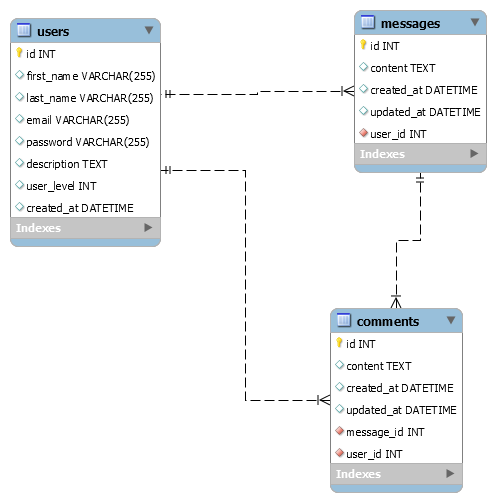 users
id INT
first_name VARCHAR(255)
last_name VARCHAR(255)
email VARCHAR(255)
password VARCHAR(255)
description TEXT
user_level INT
created_at DATETIME
Indexes
messages
id INT
content TEXT
created_at DATETIME
updated_at DATETIME
user_id INT
Indexes
comments
id INT
content TEXT
created_at DATETIME
updated_at DATETIME
message_id INT
user_id INT
Indexes